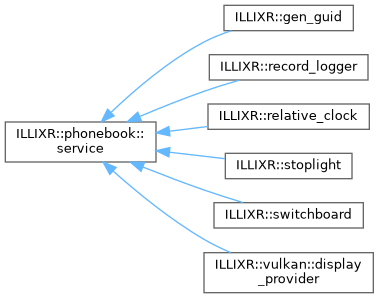 ILLIXR::gen_guid
ILLIXR::record_logger
ILLIXR::relative_clock
ILLIXR::phonebook::
service
ILLIXR::stoplight
ILLIXR::switchboard
ILLIXR::vulkan::display
_provider